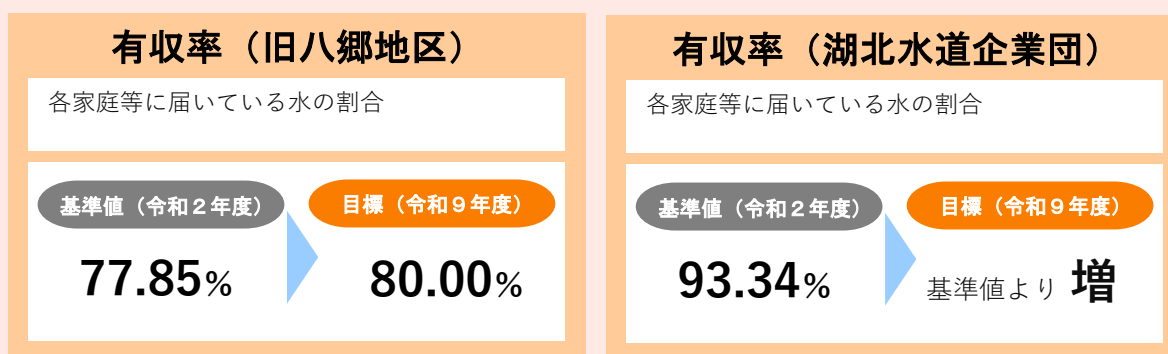 有収率（旧八郷地区）
各家庭等に届いている水の割合
基準値（令和２年度）
目標（令和９年度）
77.85%
80.00%
有収率（湖北水道企業団）
各家庭等に届いている水の割合
基準値（令和２年度）
目標（令和９年度）
93.34%
基準値より 増